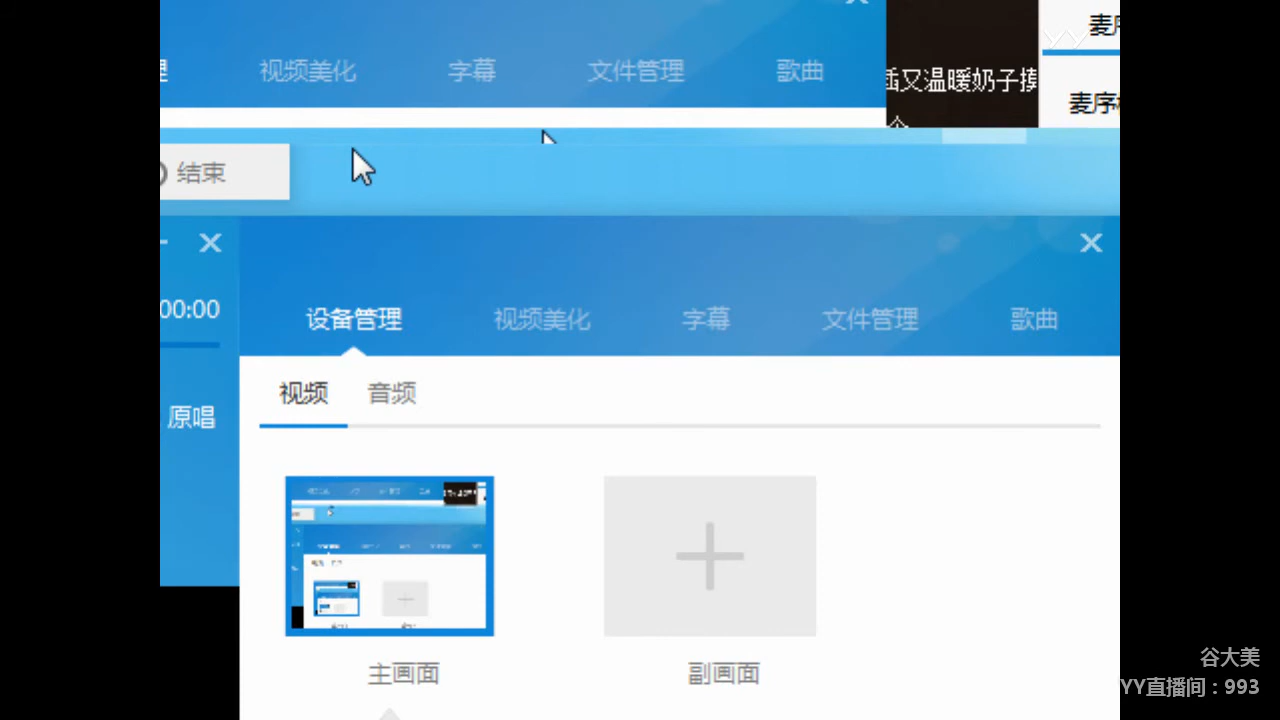 麦序
视频美化 字幕 文件管理 歌曲
又温暖奶子摸
麦序
结束
00:00
设备管理 视频美化 字幕 文件管理 歌曲
视频 音频
原唱
主画面 副画面
谷大美
YY直播间：993